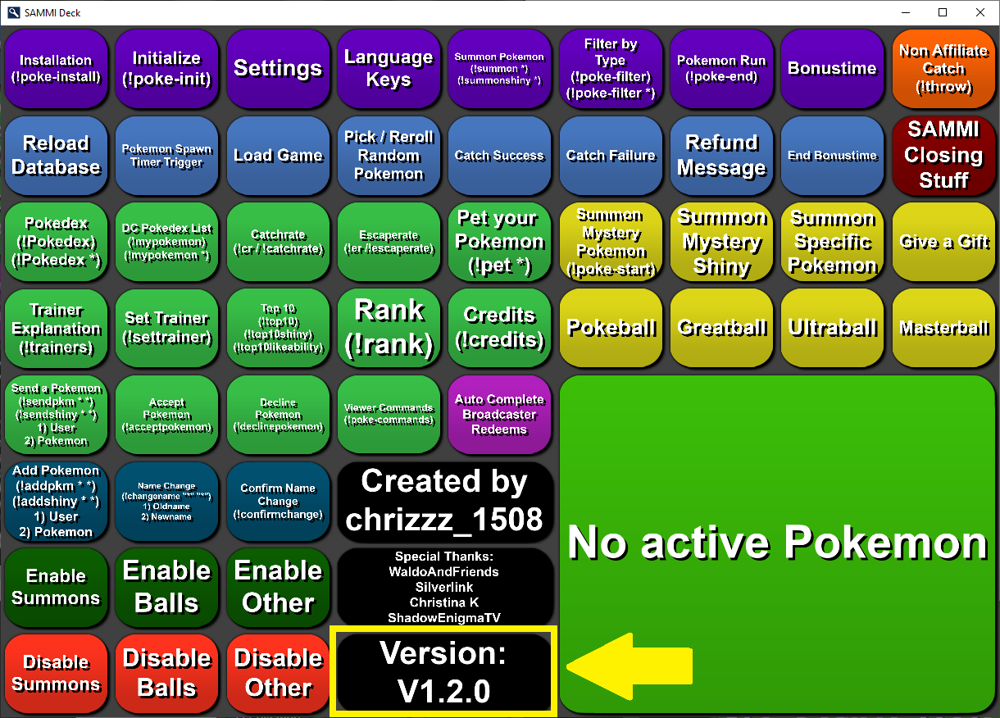 SAMMI Deck
Installation
(!poke-install)
Initialize
(!poke-init)
Settings
Language
Keys
Summon Pokemon
(!summon *)
(!summonshiny *)
Filter by
Type
(!poke-filter)
(!poke-filter *)
Pokemon Run
(!poke-end)
Bonustime
Non Affiliate
Catch
(!throw)
Reload
Database
Pokemon Spawn
Timer Trigger
Load Game
Pick / Reroll
Random
Pokemon
Catch Success
Catch Failure
Refund
Message
End Bonustime
SAMMI
Closing
Stuff
Pokedex
(!Pokedex)
(!Pokedex *)
DC Pokedex List
(!mypokemon)
(!mypokemon *)
Catchrate
(!cr / !catchrate)
Escaperate
(!er /!escaperate)
Pet your
Pokemon
(!pet *)
Summon
Mystery
Pokemon
(!poke-start)
Summon
Mystery
Shiny
Summon
Specific
Pokemon
Give a Gift
Trainer
Explanation
(!trainers)
Set Trainer
(!settrainer)
Top 10
(!top10)
(!top10shiny)
(!top10likeability)
Rank
(!rank)
Credits
(!credits)
Pokeball
Greatball
Ultraball
Masterball
Send a Pokemon
(!sendpkm * *)
(!sendshiny * *)
1) User
2) Pokemon
Accept
Pokemon
(!acceptpokemon)
Decline
Pokemon
(!declinepokemon)
Viewer Commands
(!poke-commands)
Auto Complete
Broadcaster
Redeems
Add Pokemon
(!addpkm * *)
(!addshiny * *)
1) User
2) Pokemon
Name Change
(!changename "*" "*")
1) Oldname
2) Newname
Confirm Name
Change
(!confirmchange)
Created by
chrizzz_1508
No active Pokemon
Enable
Summons
Enable
Balls
Enable
Other
Special Thanks:
WaldoAndFriends
Silverlink
Christina K
ShadowEnigmaTV
Disable
Summons
Disable
Balls
Disable
Other
Version:
V1.2.0